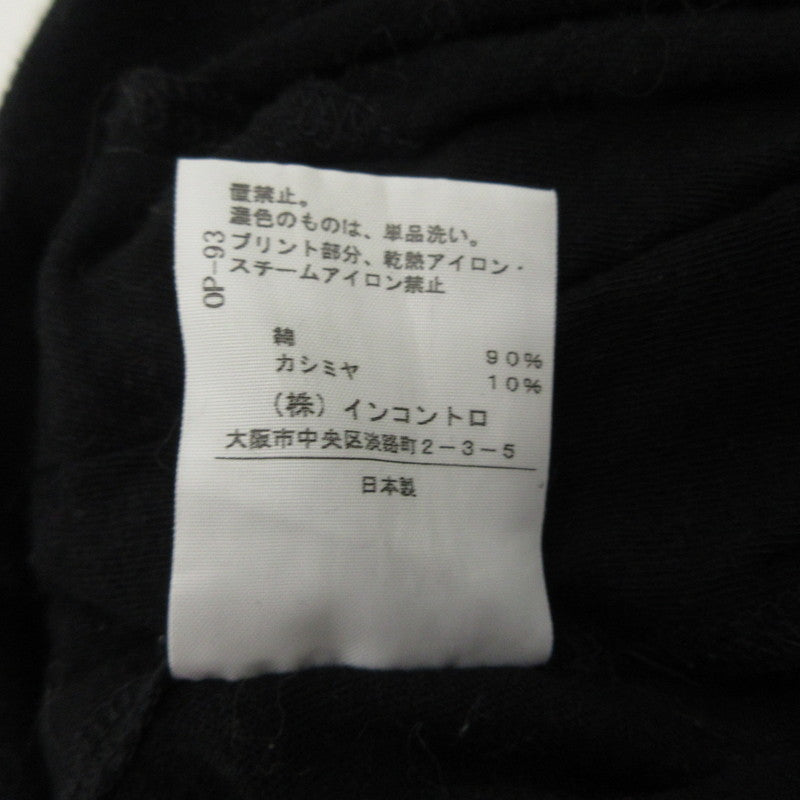 置禁止。
濃色のものは、単品洗い。
プリント部分、乾熱アイロン・
スチームアイロン禁止
OP-93
綿 90%
カシミヤ 10%
(株)インコントロ
大阪市中央区淡路町2-3-5
日本製